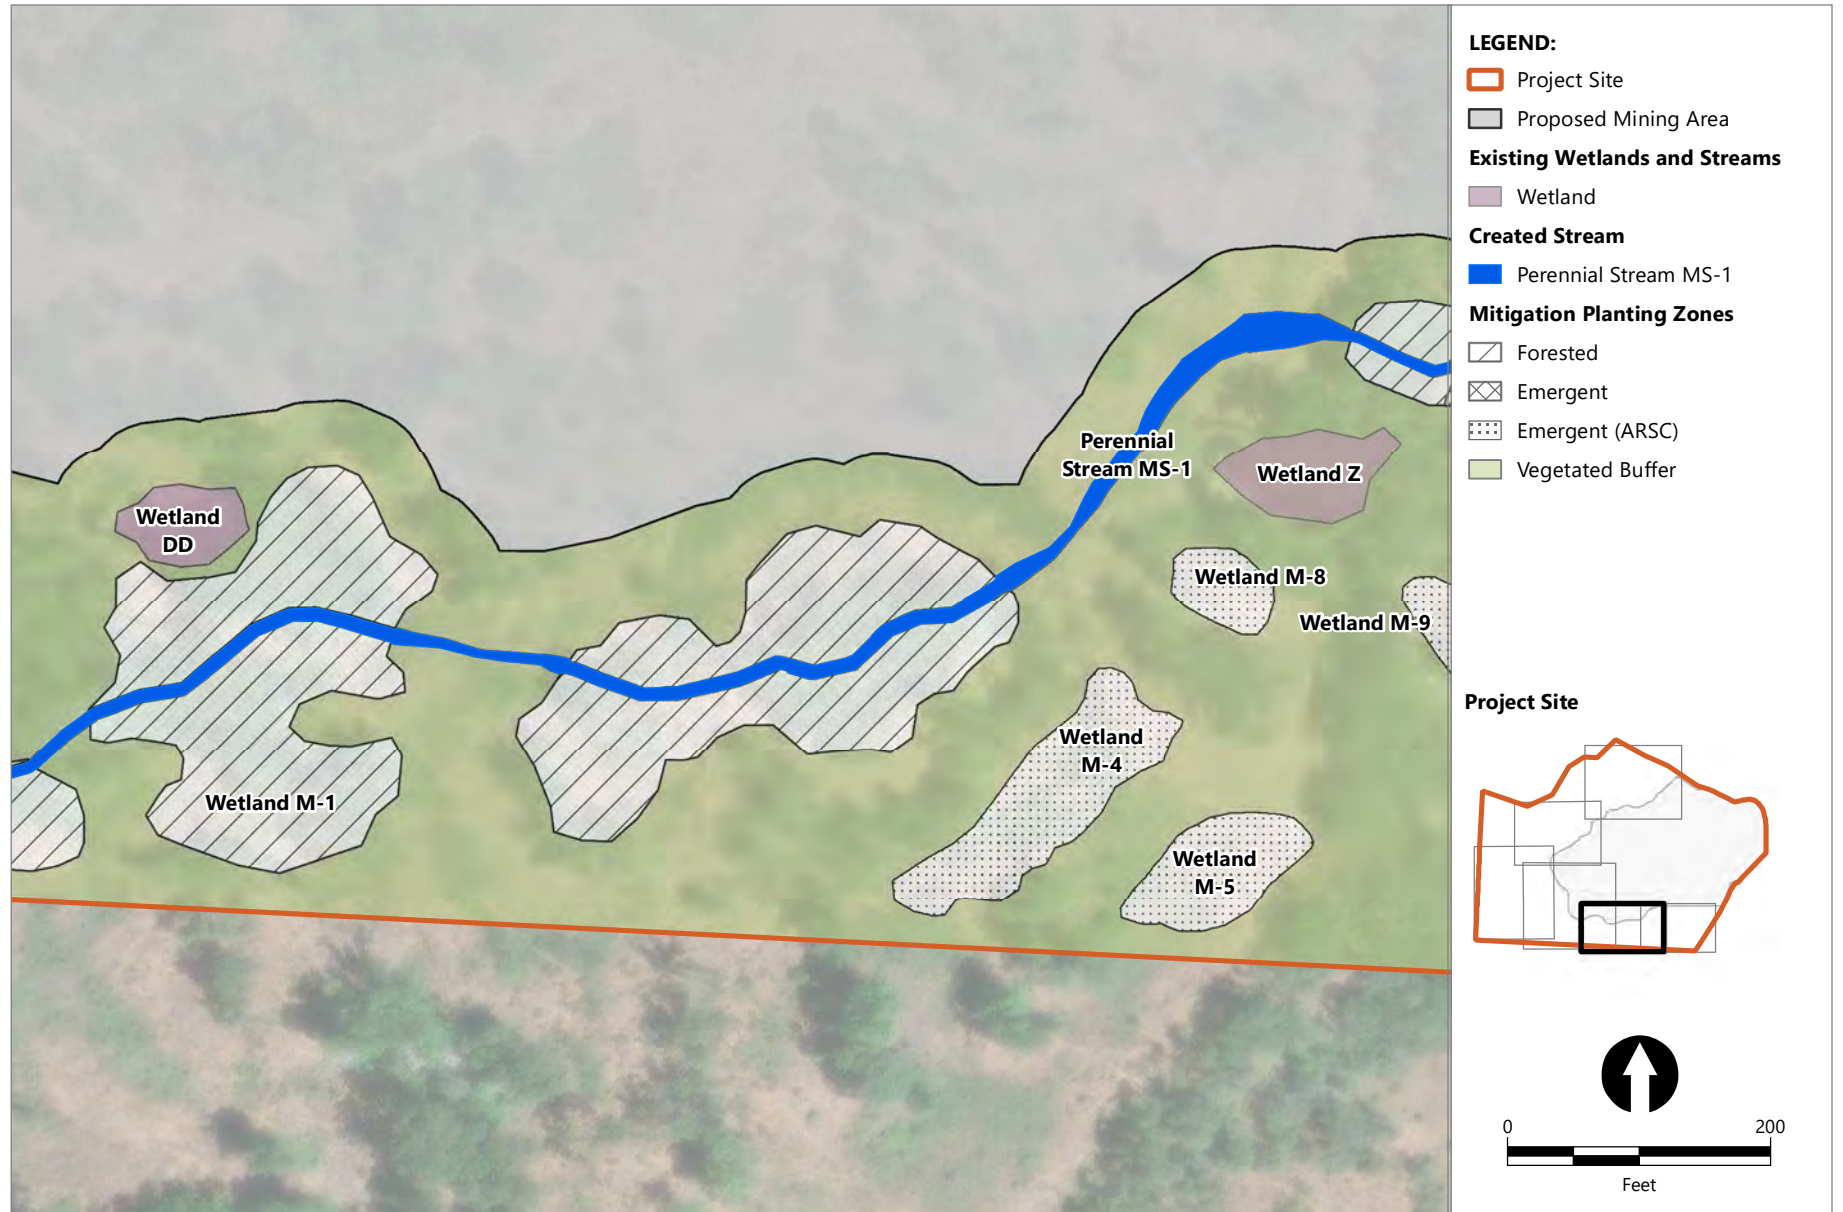 Perennial
Stream MS-1
Wetland Z
Wetland
DD
Wetland M-8
Wetland M-9
Wetland
M-4
Wetland M-1
Wetland
M-5
LEGEND:
Project Site
Proposed Mining Area
Existing Wetlands and Streams
Wetland
Created Stream
Perennial Stream MS-1
Mitigation Planting Zones
Forested
Emergent
Emergent (ARSC)
Vegetated Buffer
Project Site
0 200
Feet